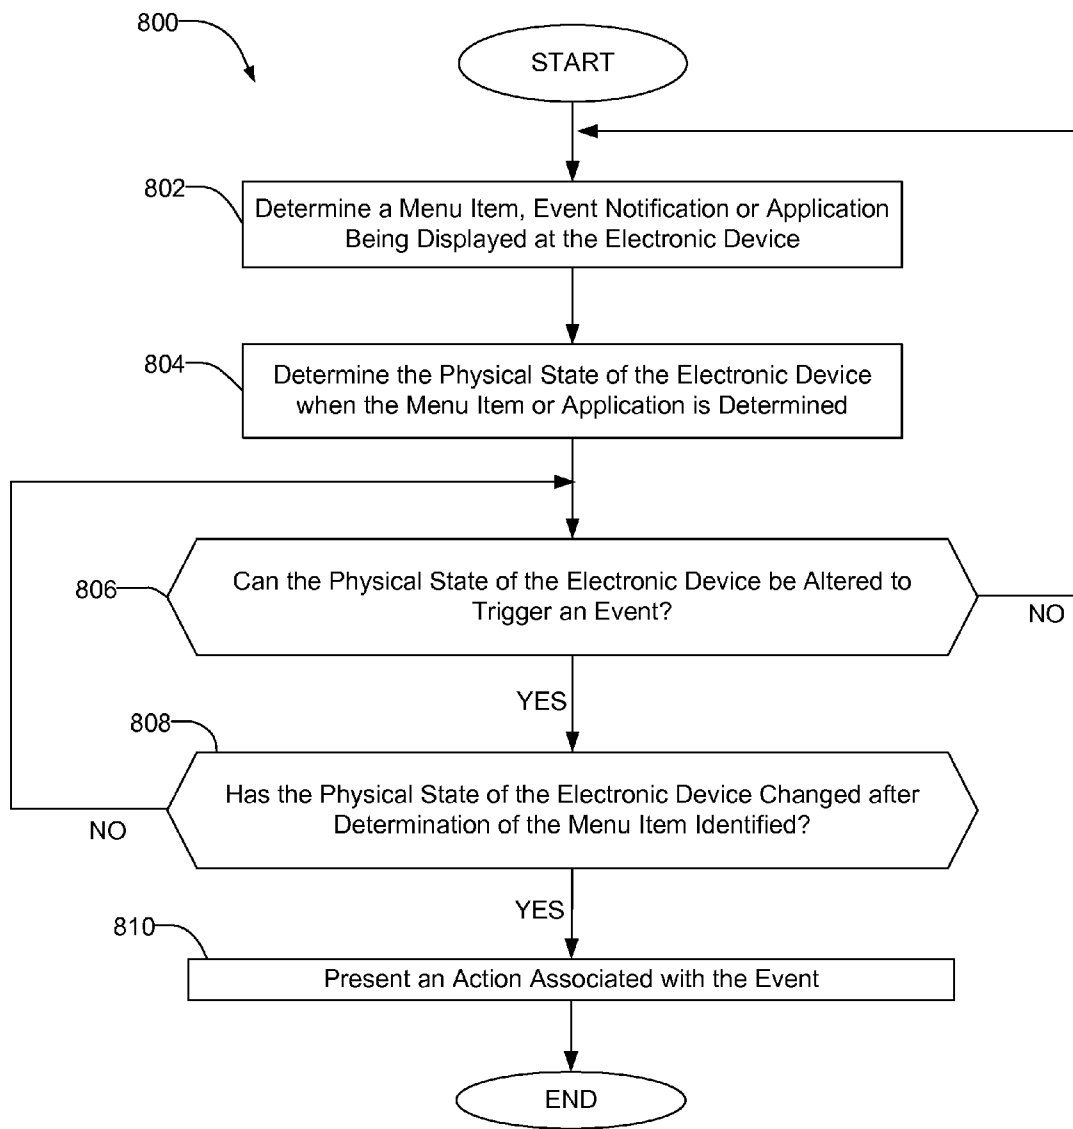 800
START
802
Determine a Menu Item, Event Notification or Application
Being Displayed at the Electronic Device
804
Determine the Physical State of the Electronic Device
when the Menu Item or Application is Determined
806
Can the Physical State of the Electronic Device be Altered to
Trigger an Event?
NO
YES
808
Has the Physical State of the Electronic Device Changed after
Determination of the Menu Item Identified?
NO
YES
810
Present an Action Associated with the Event
END